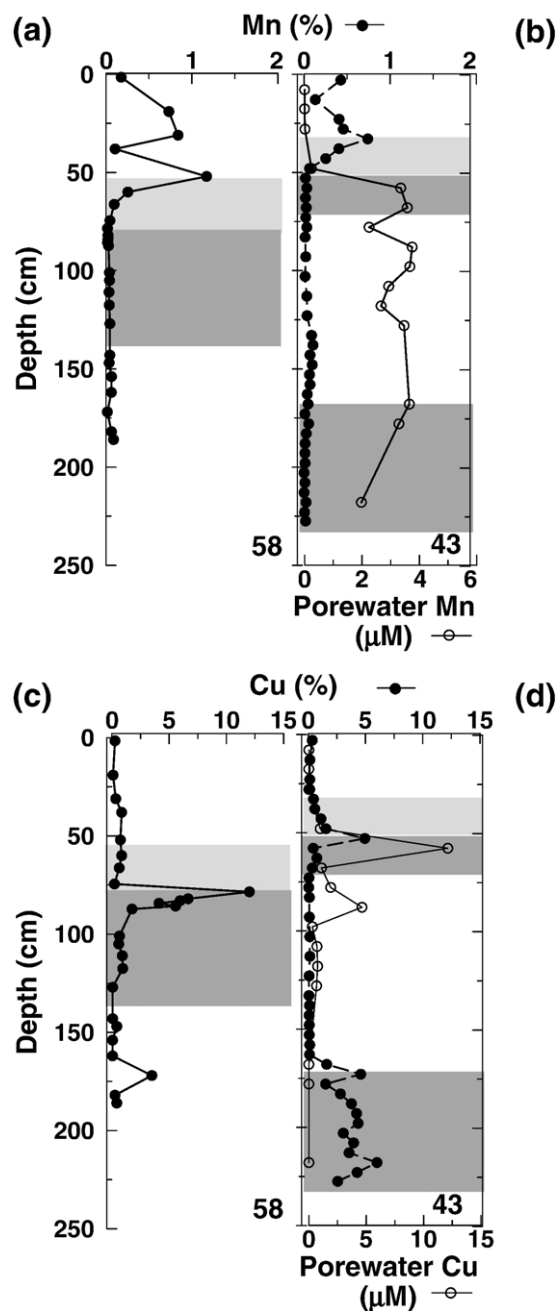 (a) Mn (%) (b)
0 1 2 0 1 2
0
50
100
150
200
250
Depth (cm)
58 43
0 2 4 6
Porewater Mn
(μM)
(c) Cu (%) (d)
0 5 10 15 0 5 10 15
0
50
100
150
200
250
Depth (cm)
58 43
0 5 10 15
Porewater Cu
(μM)